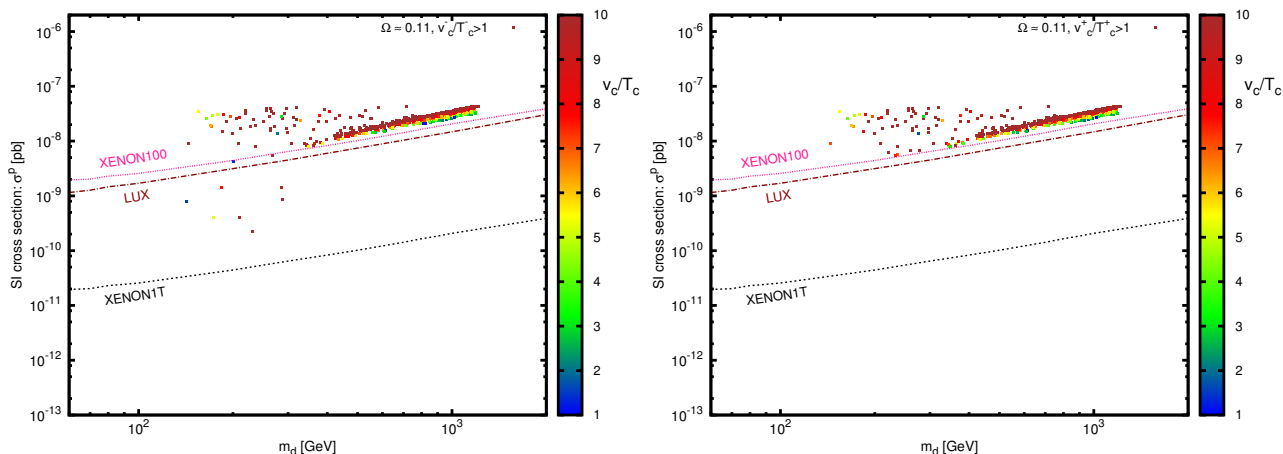 10⁻⁶
10⁻⁷
10⁻⁸
10⁻⁹
10⁻¹⁰
10⁻¹¹
10⁻¹²
10⁻¹³
SI cross section: σᵖ [pb]
10²
10³
m_d [GeV]
Ω ≃ 0.11, v⁻_c/T⁻_c>1
XENON100
LUX
XENON1T
10
9
8
7
6
5
4
3
2
1
v_c/T_c
10⁻⁶
10⁻⁷
10⁻⁸
10⁻⁹
10⁻¹⁰
10⁻¹¹
10⁻¹²
10⁻¹³
SI cross section: σᵖ [pb]
10²
10³
m_d [GeV]
Ω ≃ 0.11, v⁺_c/T⁺_c>1
XENON100
LUX
XENON1T
10
9
8
7
6
5
4
3
2
1
v_c/T_c